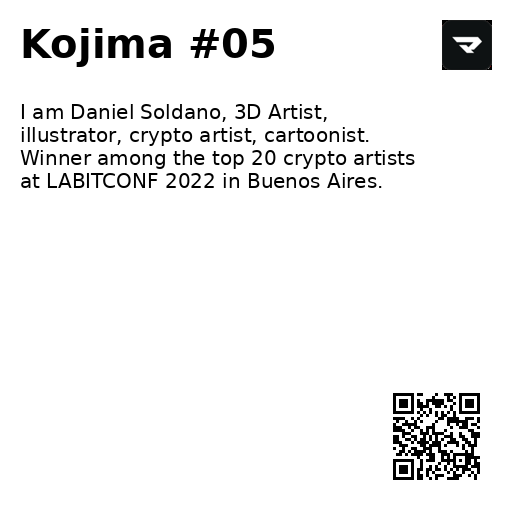 Kojima #05
I am Daniel Soldano, 3D Artist,
illustrator, crypto artist, cartoonist.
Winner among the top 20 crypto artists
at LABITCONF 2022 in Buenos Aires.